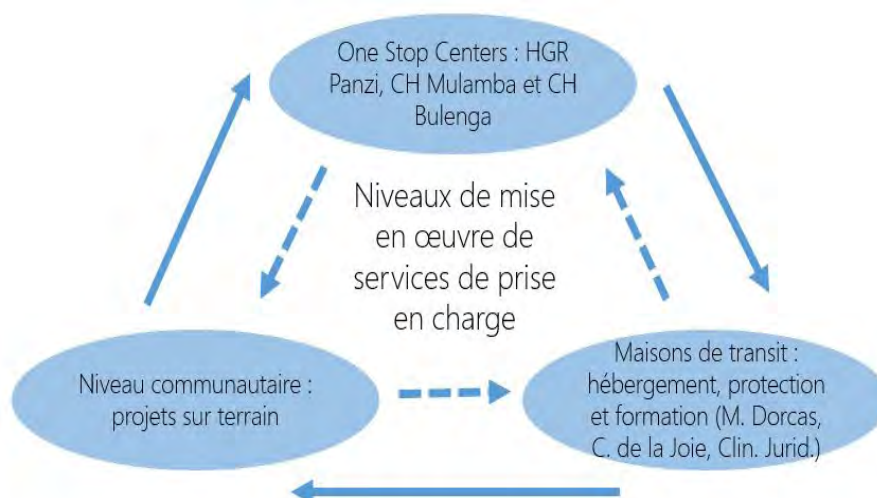 One Stop Centers : HGR
Panzi, CH Mulamba et CH
Bulenga
Niveaux de mise
en œuvre de
services de prise
en charge
Niveau communautaire :
projets sur terrain
Maisons de transit :
hébergement, protection
et formation (M. Dorcas,
C. de la Joie, Clin. Jurid.)